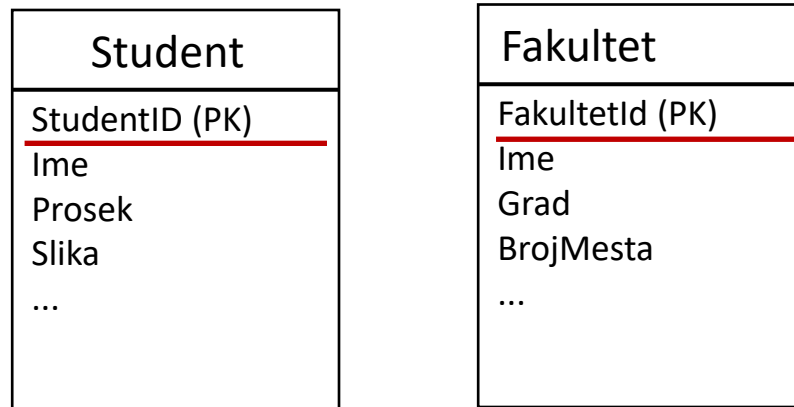 Student
StudentID (PK)
Ime
Prosek
Slika
...
Fakultet
FakultetId (PK)
Ime
Grad
BrojMesta
...